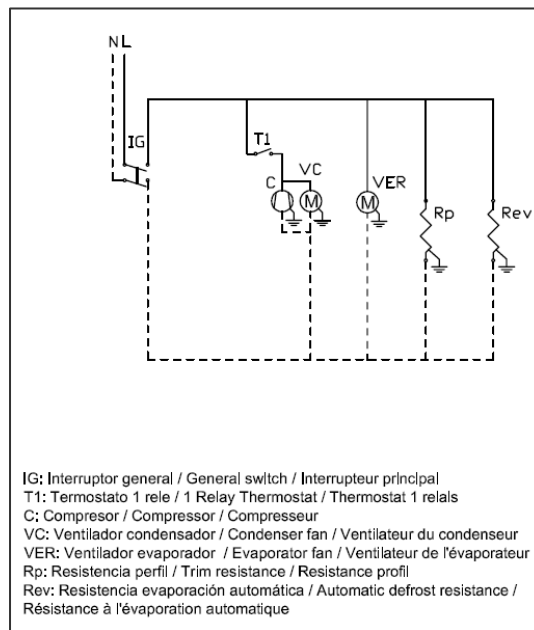 N L
IG
T1
C
VC
M
VER
M
Rp
Rev
IG: Interruptor general / General switch / Interrupteur principal
T1: Termostato 1 rele / 1 Relay Thermostat / Thermostat 1 relais
C: Compresor / Compressor / Compresseur
VC: Ventilador condensador / Condenser fan / Ventilateur du condenseur
VER: Ventilador evaporador / Evaporator fan / Ventilateur de l'évaporateur
Rp: Resistencia perfil / Trim resistance / Resistance profil
Rev: Resistencia evaporación automática / Automatic defrost resistance /
Résistance à l'évaporation automatique